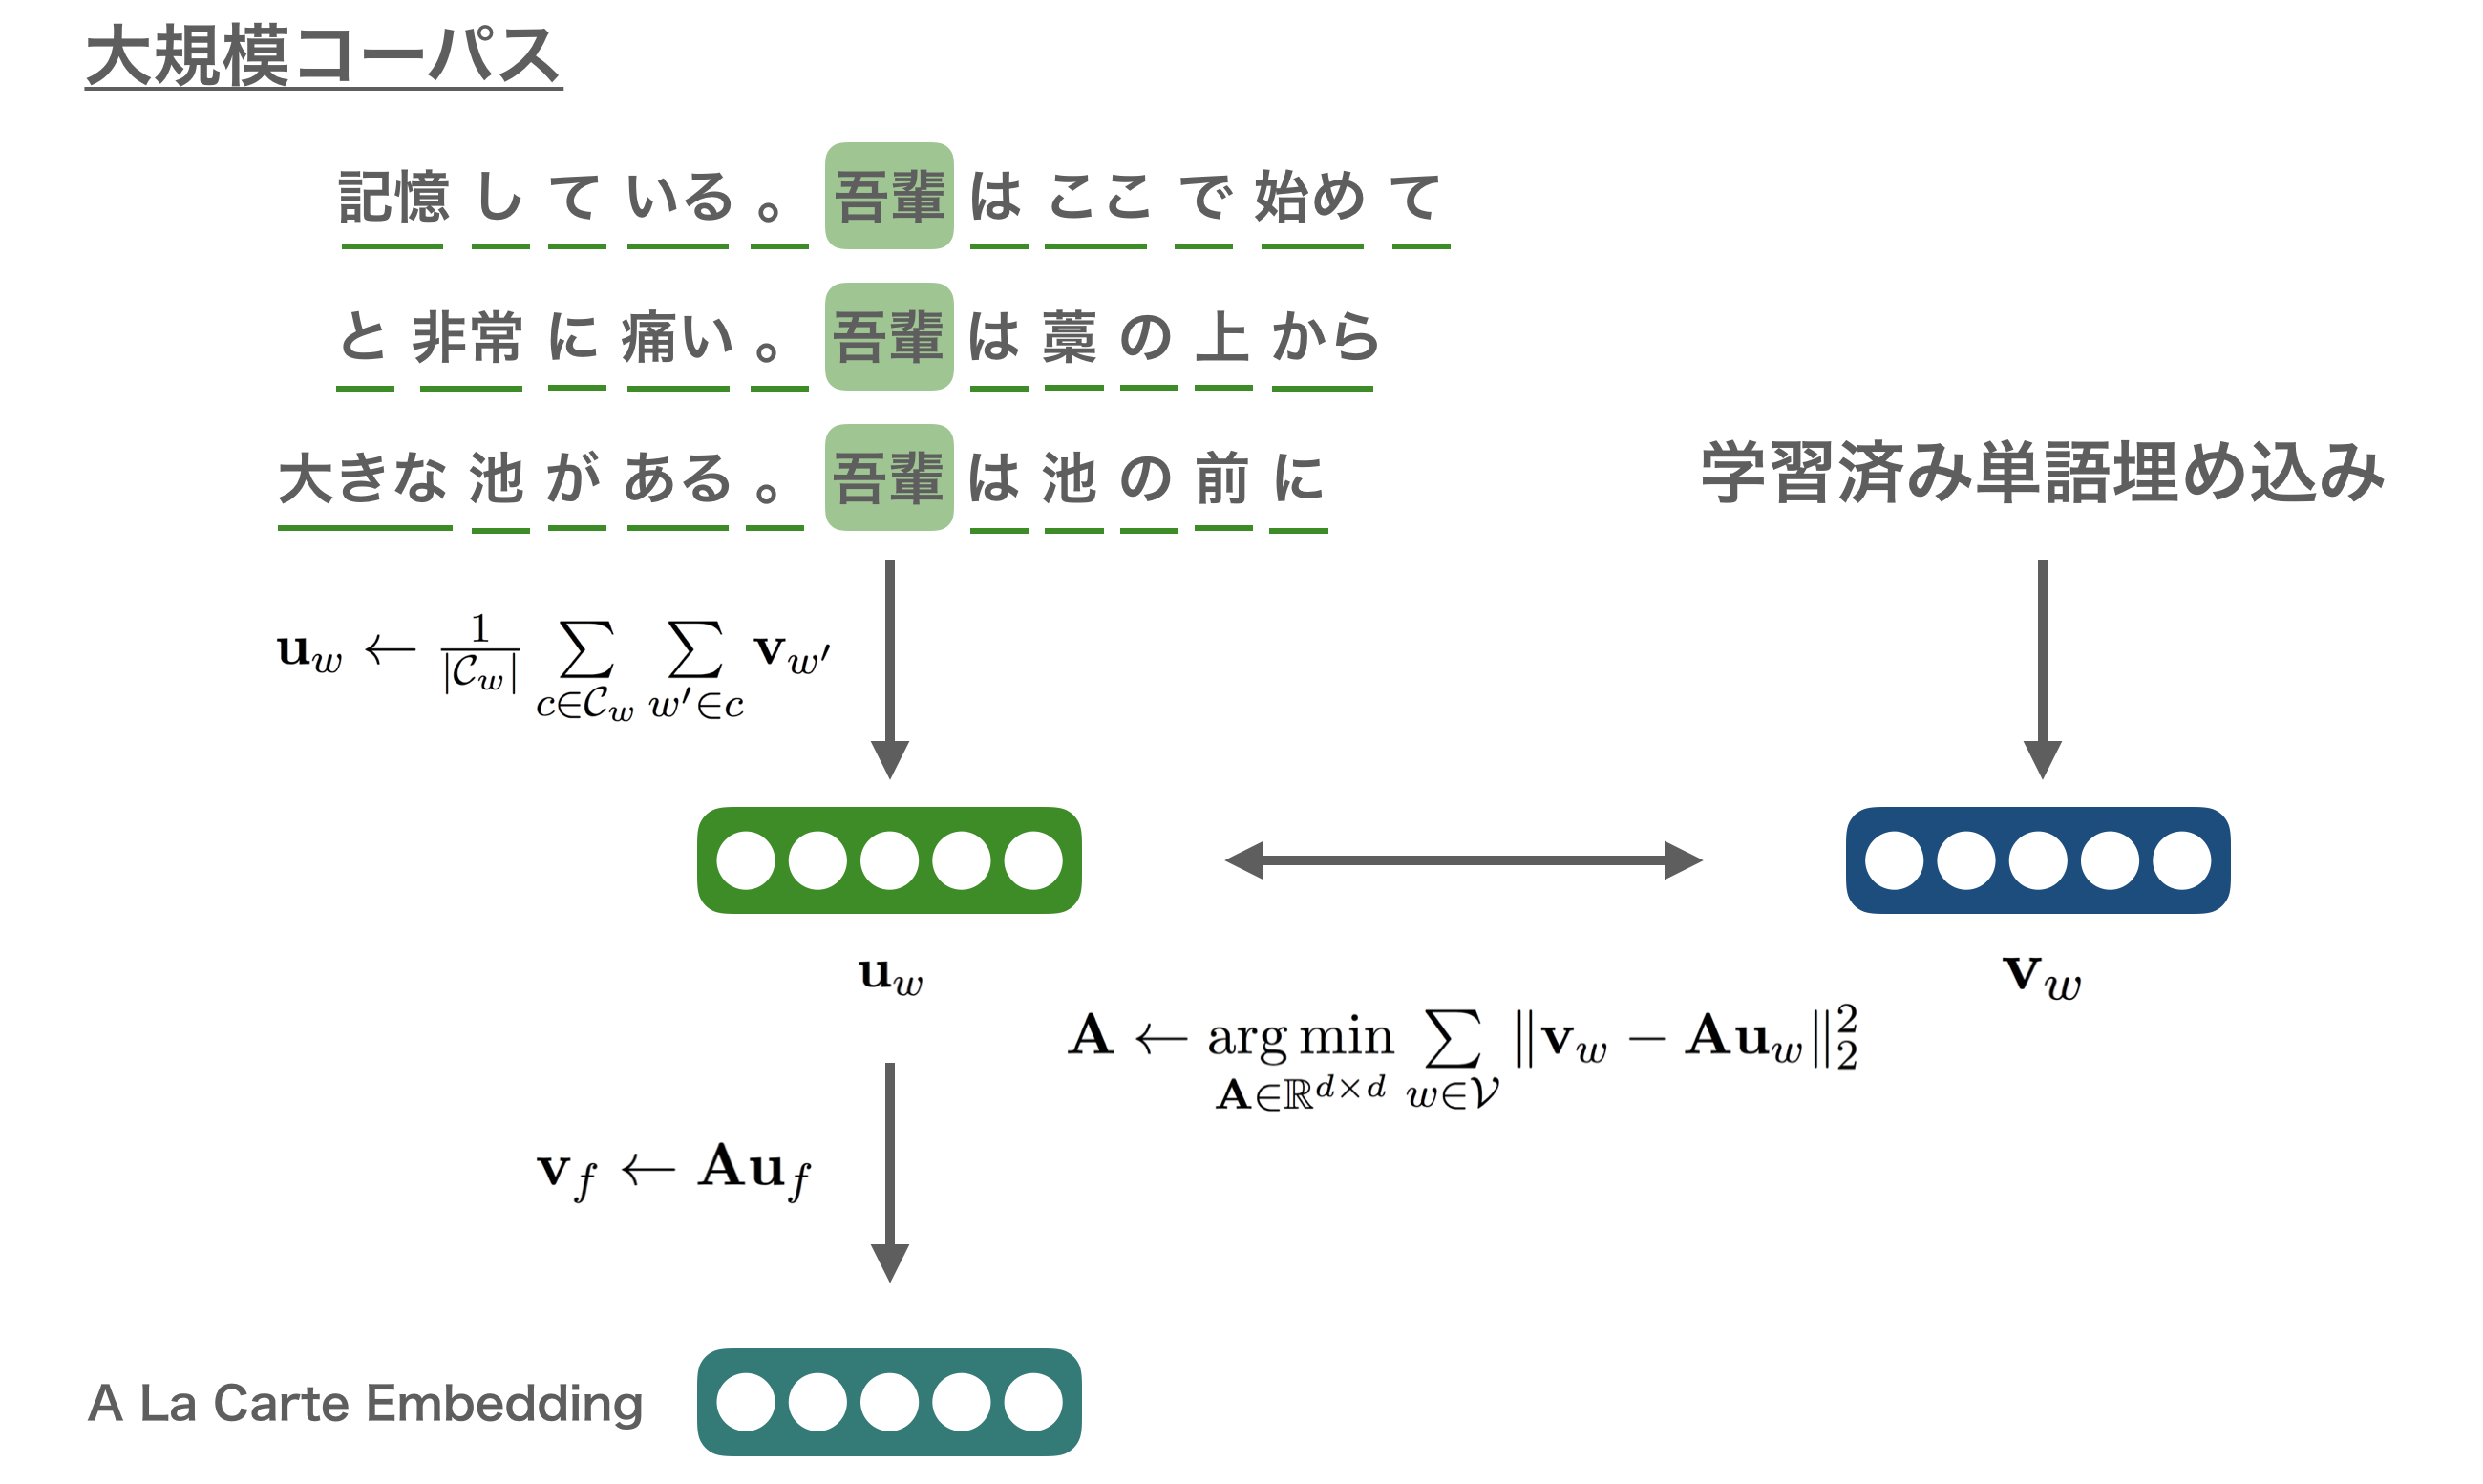 大規模コーパス
記憶 し て いる 。 吾輩 は ここ で 始め て
と 非常 に 痛い 。 吾輩 は 藁 の 上 から
大きな 池 が ある 。 吾輩 は 池 の 前 に
学習済み単語埋め込み
$\mathbf{u}_w \leftarrow \frac{1}{|\mathcal{C}_w|} \sum_{c \in \mathcal{C}_w} \sum_{w' \in c} \mathbf{v}_{w'}$
$\mathbf{u}_w$
$\mathbf{v}_w$
$\mathbf{A} \leftarrow \arg\min_{\mathbf{A} \in \mathbb{R}^{d \times d}} \sum_{w \in \mathcal{V}} \|\mathbf{v}_w - \mathbf{A}\mathbf{u}_w\|_2^2$
$\mathbf{v}_f \leftarrow \mathbf{A}\mathbf{u}_f$
A La Carte Embedding